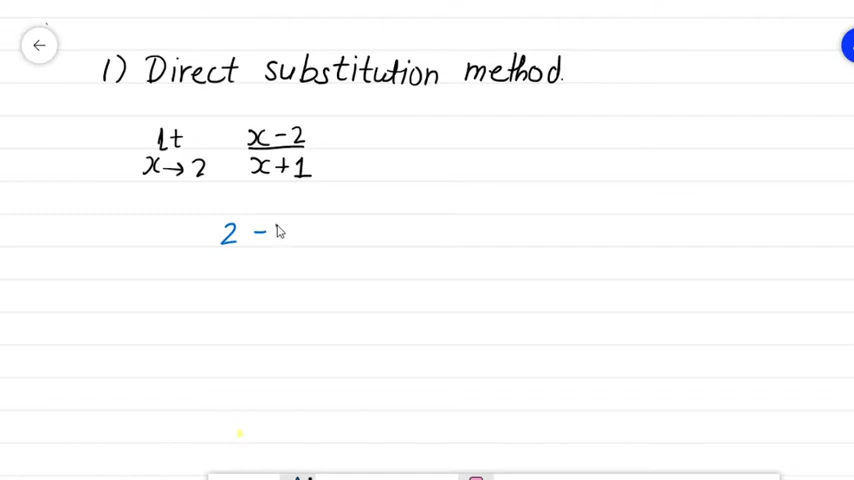 1) Direct substitution method.
lt x-2
x→2 x+1
2 -